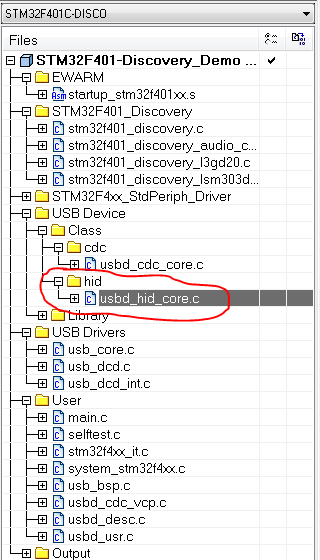 STM32F401C-DISCO
Files
STM32F401-Discovery_Demo ...
EWARM
startup_stm32f401xx.s
STM32F401_Discovery
stm32f401_discovery.c
stm32f401_discovery_audio_c...
stm32f401_discovery_l3gd20.c
stm32f401_discovery_lsm303d...
STM32F4xx_StdPeriph_Driver
USB Device
Class
cdc
usbd_cdc_core.c
hid
usbd_hid_core.c
Library
USB Drivers
usb_core.c
usb_dcd.c
usb_dcd_int.c
User
main.c
selftest.c
stm32f4xx_it.c
system_stm32f4xx.c
usb_bsp.c
usbd_cdc_vcp.c
usbd_desc.c
usbd_usr.c
Output